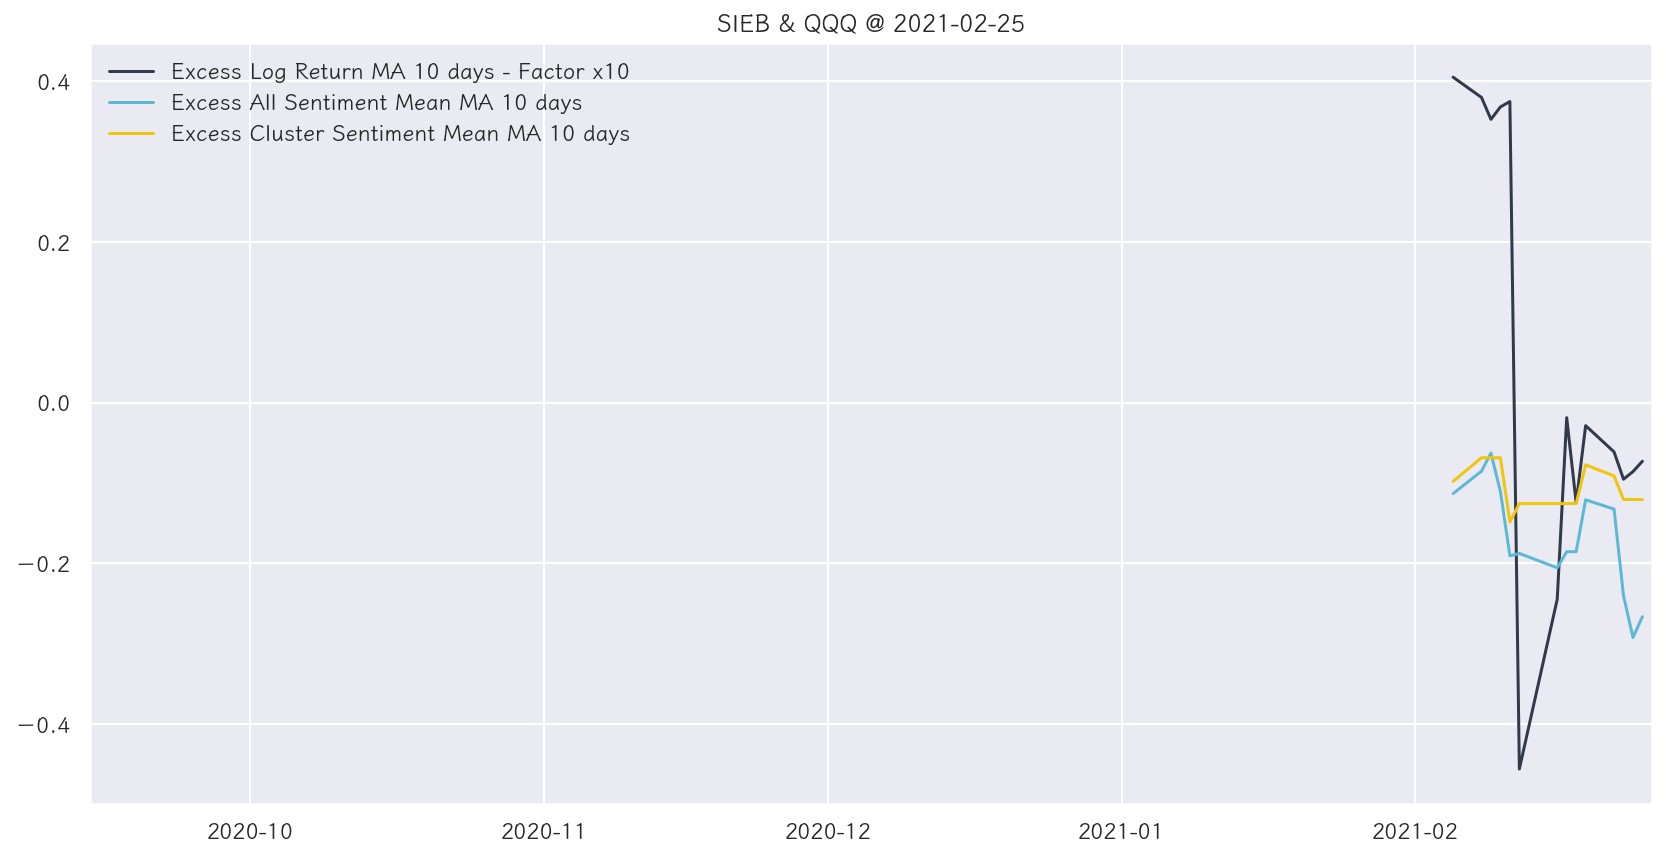 SIEB & QQQ @ 2021-02-25
Excess Log Return MA 10 days - Factor x10
Excess All Sentiment Mean MA 10 days
Excess Cluster Sentiment Mean MA 10 days
0.4
0.2
0.0
−0.2
−0.4
2020-10 2020-11 2020-12 2021-01 2021-02